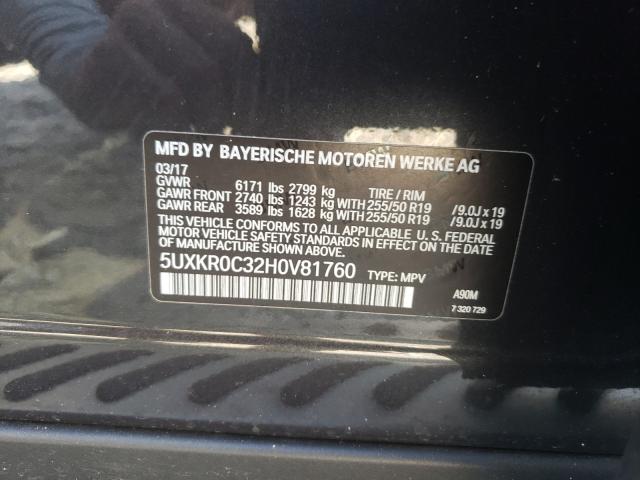 MFD BY BAYERISCHE MOTOREN WERKE AG
03/17
GVWR 6171 lbs 2799 kg TIRE / RIM
GAWR FRONT 2740 lbs 1243 kg WITH 255/50 R19 / 9.0J x 19
GAWR REAR 3589 lbs 1628 kg WITH 255/50 R19 / 9.0J x 19
THIS VEHICLE CONFORMS TO ALL APPLICABLE U.S. FEDERAL
MOTOR VEHICLE SAFETY STANDARDS IN EFFECT ON THE DATE OF
MANUFACTURE SHOWN ABOVE.
5UXKR0C32H0V81760 TYPE: MPV
A90M
7 320 729